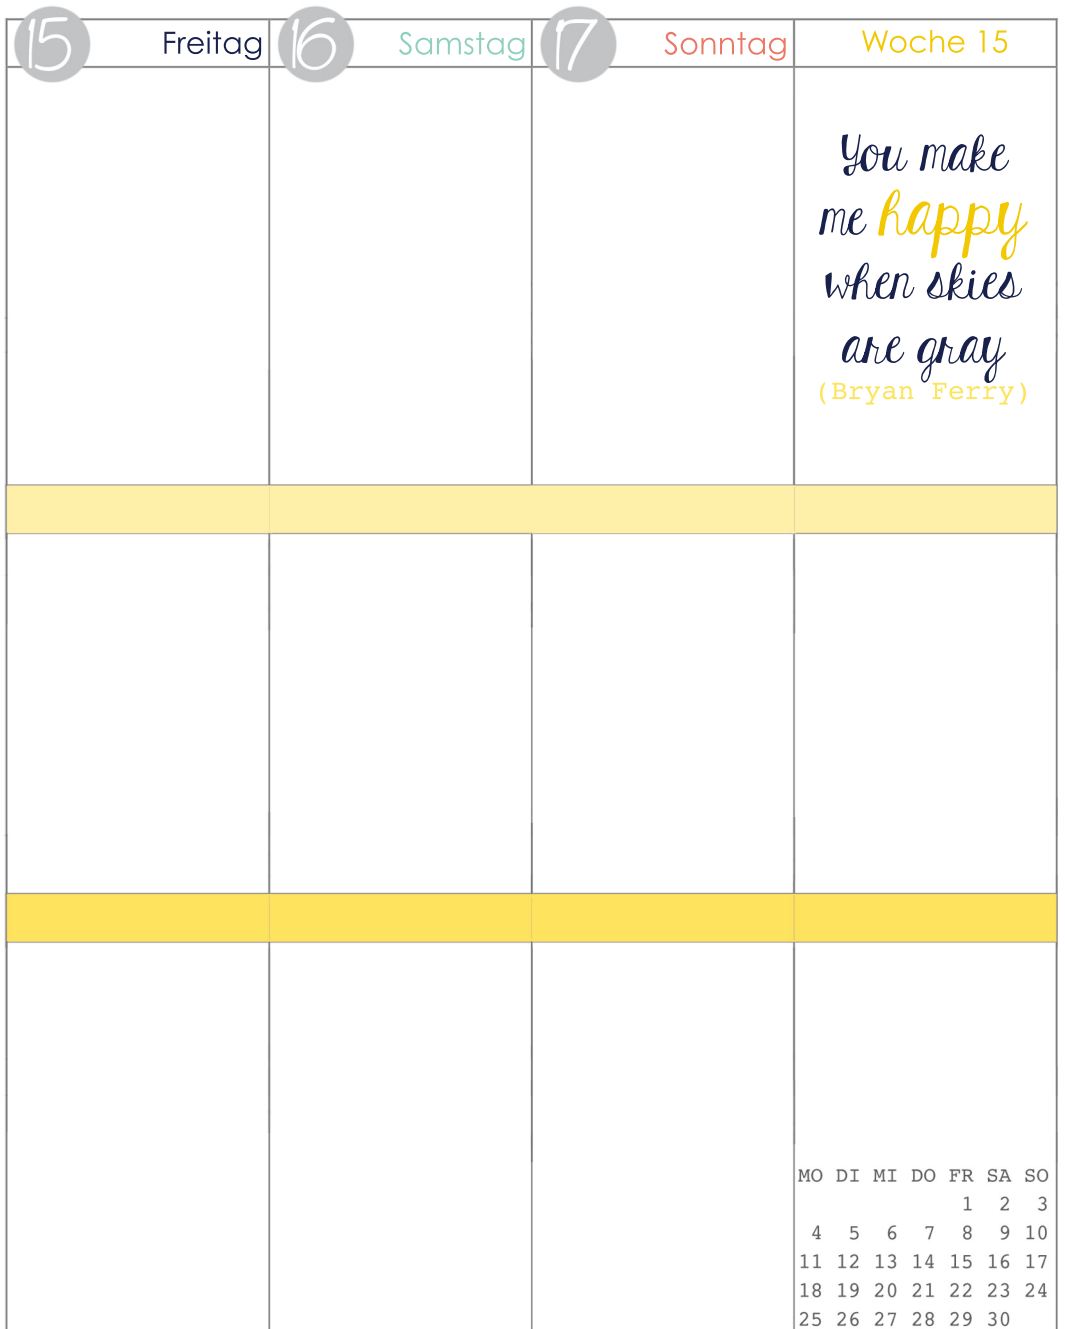 15 Freitag 16 Samstag 17 Sonntag Woche 15
You make
me happy
when skies
are gray
(Bryan Ferry)
MO DI MI DO FR SA SO
1 2 3
4 5 6 7 8 9 10
11 12 13 14 15 16 17
18 19 20 21 22 23 24
25 26 27 28 29 30